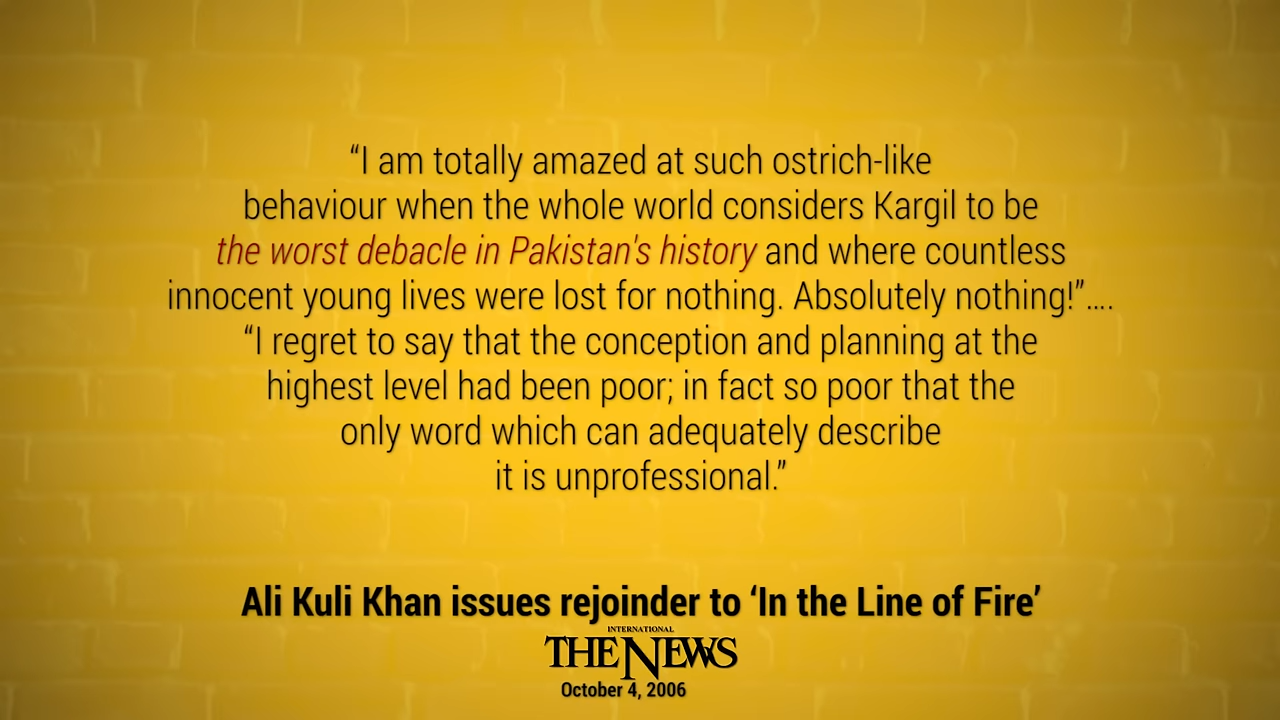 “I am totally amazed at such ostrich-like
behaviour when the whole world considers Kargil to be
the worst debacle in Pakistan's history and where countless
innocent young lives were lost for nothing. Absolutely nothing!”....
“I regret to say that the conception and planning at the
highest level had been poor; in fact so poor that the
only word which can adequately describe
it is unprofessional.”
Ali Kuli Khan issues rejoinder to ‘In the Line of Fire’
INTERNATIONAL
THE NEWS
October 4, 2006